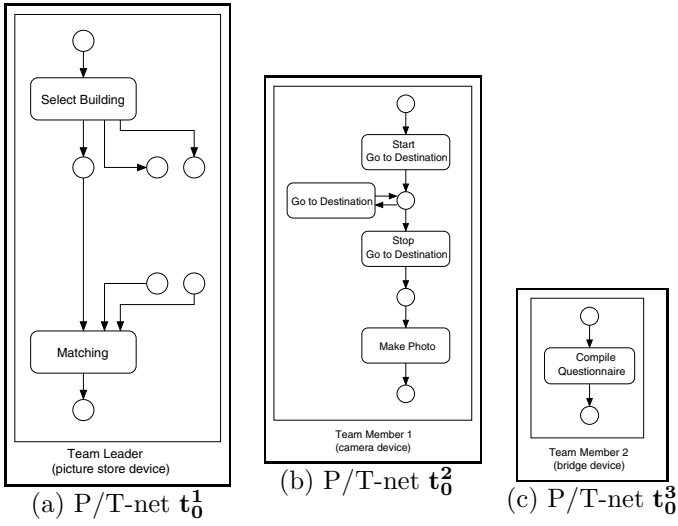 Select Building
Matching
Team Leader
(picture store device)
(a) P/T-net t₀¹
Start
Go to Destination
Go to Destination
Stop
Go to Destination
Make Photo
Team Member 1
(camera device)
(b) P/T-net t₀²
Compile
Questionnaire
Team Member 2
(bridge device)
(c) P/T-net t₀³